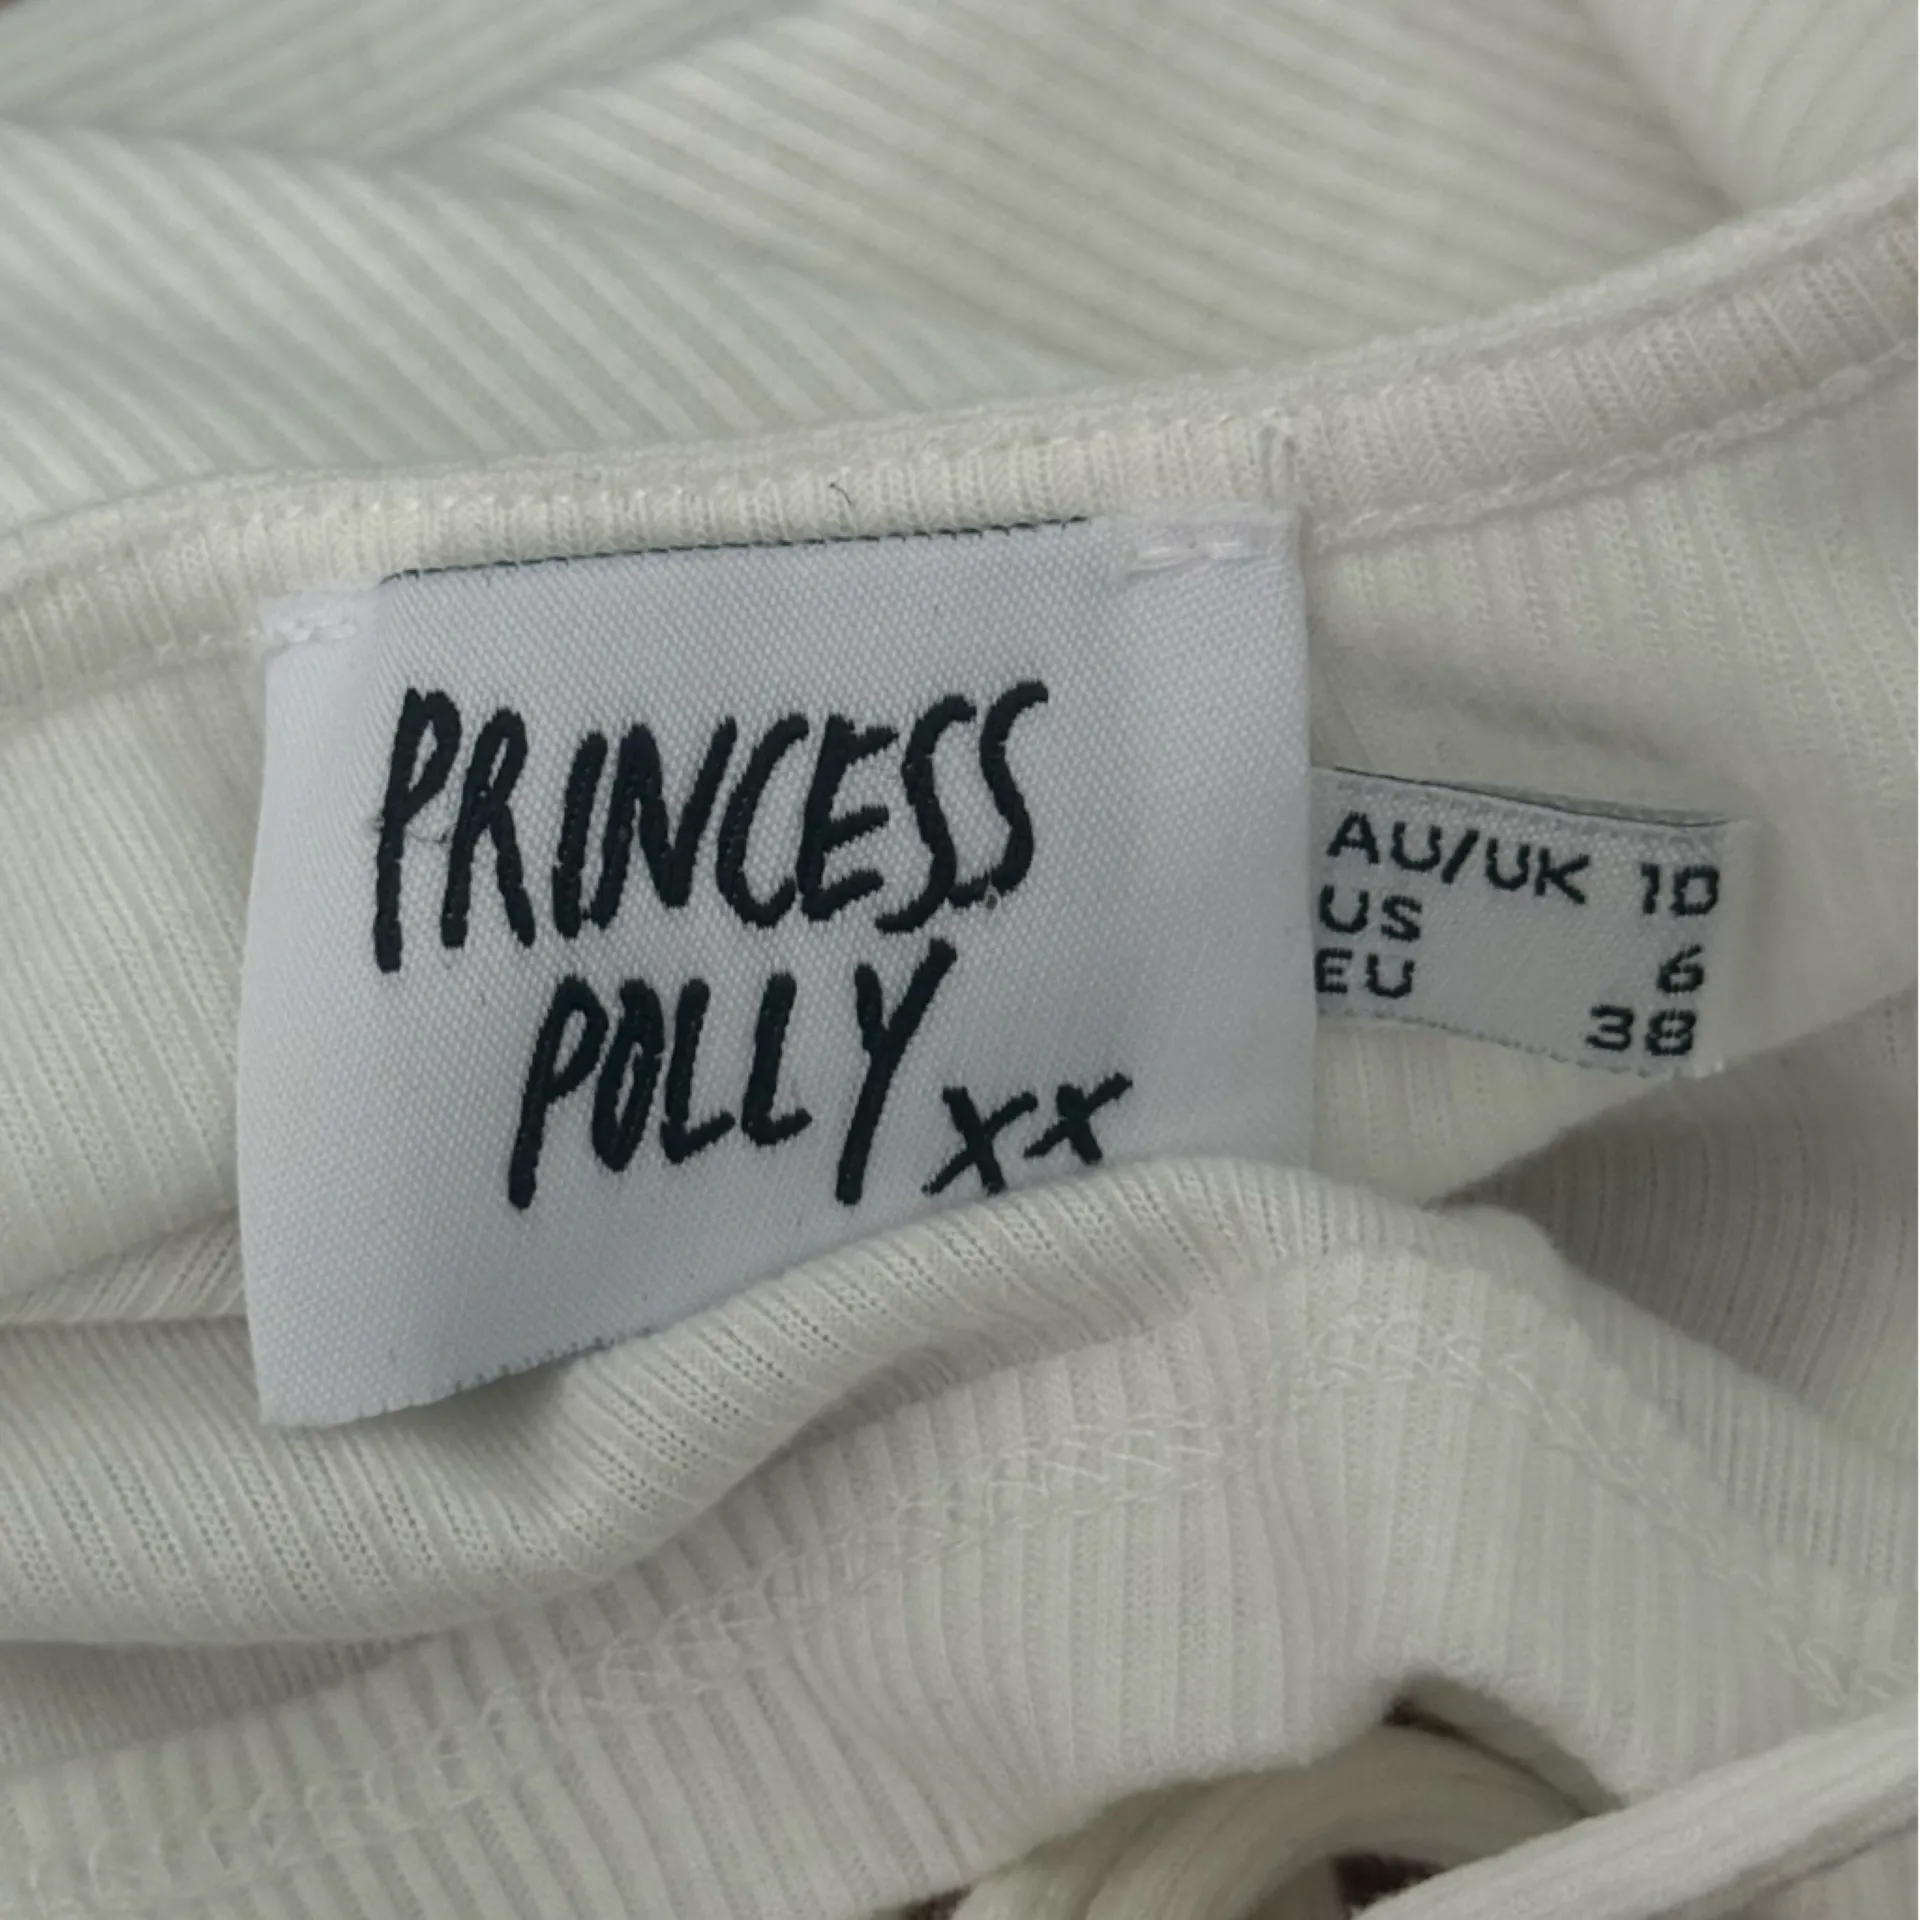 PRINCESS
POLLY xx
AU/UK 10
US 6
EU 38